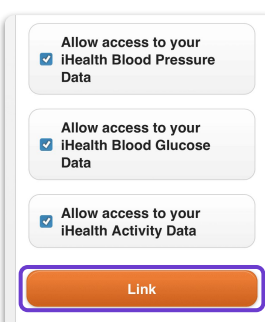 Allow access to your
iHealth Blood Pressure
Data
Allow access to your
iHealth Blood Glucose
Data
Allow access to your
iHealth Activity Data
Link